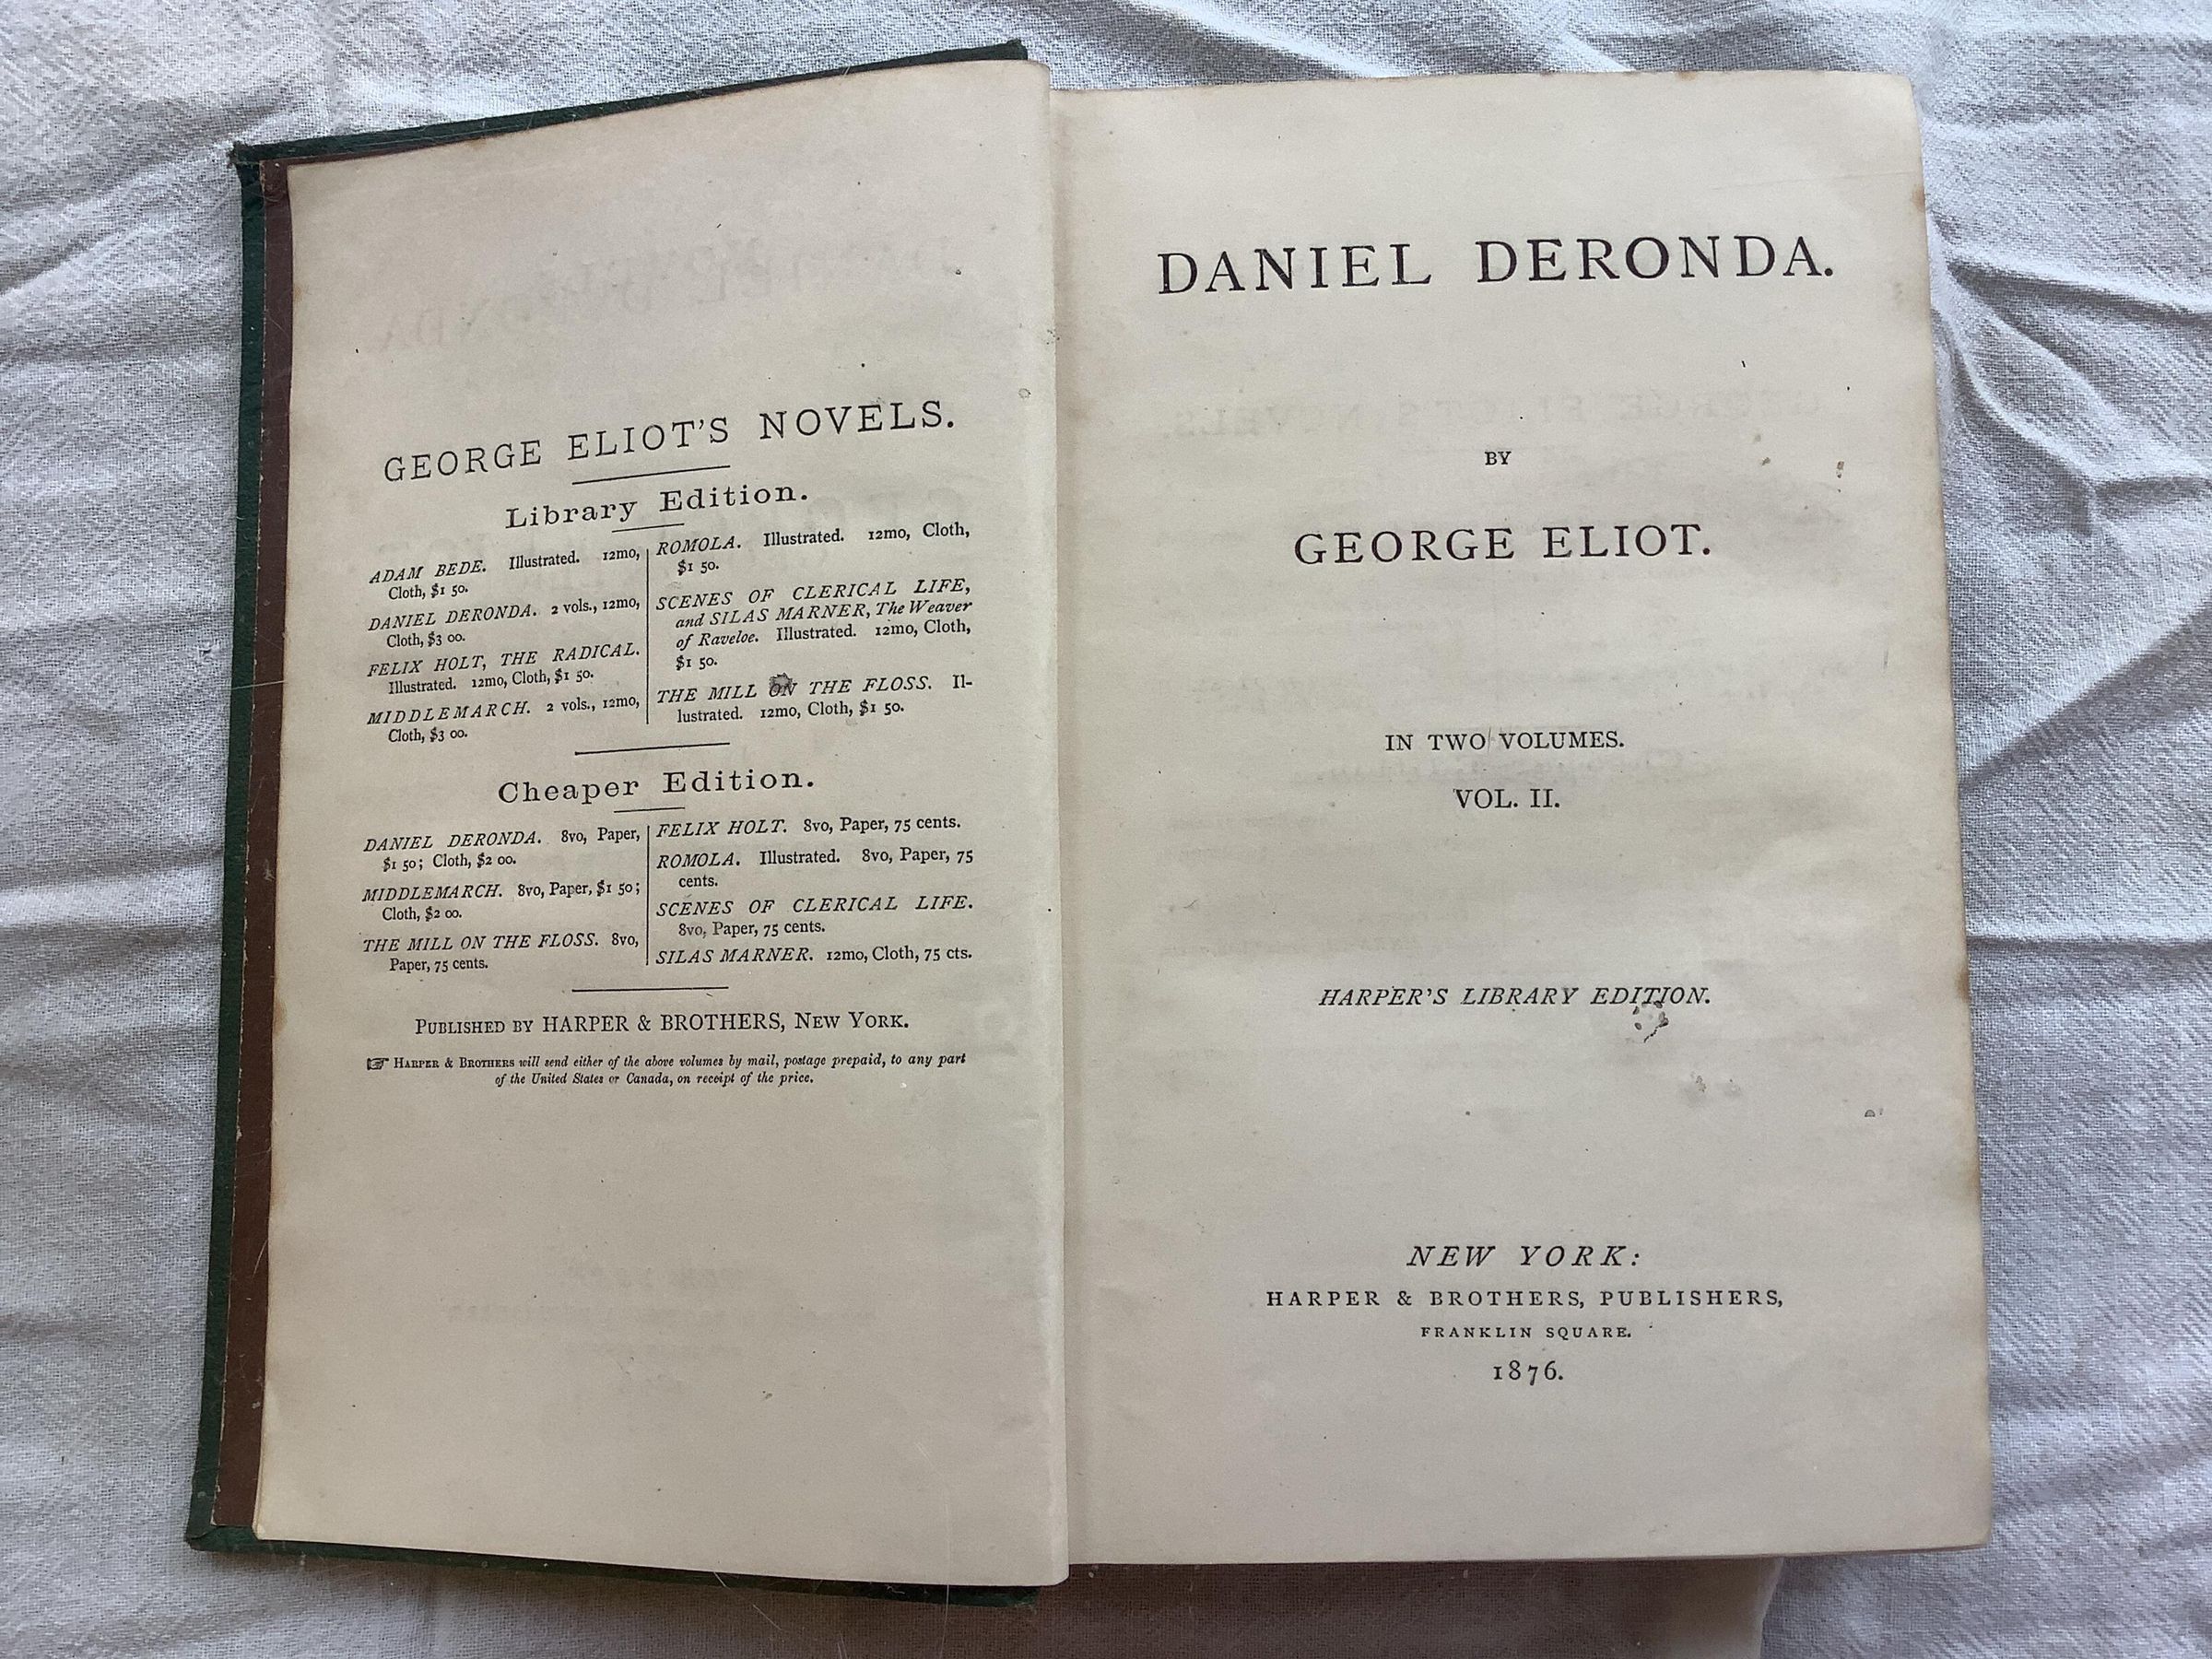 GEORGE ELIOT'S NOVELS.
Library Edition.
ADAM BEDE. Illustrated. 12mo,
Cloth, $1 50.
DANIEL DERONDA. 2 vols., 12mo,
Cloth, $3 00.
FELIX HOLT, THE RADICAL.
Illustrated. 12mo, Cloth, $1 50.
MIDDLEMARCH. 2 vols., 12mo,
Cloth, $3 00.
ROMOLA. Illustrated. 12mo, Cloth,
$1 50.
SCENES OF CLERICAL LIFE,
and SILAS MARNER, The Weaver
of Raveloe. Illustrated. 12mo, Cloth,
$1 50.
THE MILL ON THE FLOSS. Il-
lustrated. 12mo, Cloth, $1 50.
Cheaper Edition.
DANIEL DERONDA. 8vo, Paper,
$1 50; Cloth, $2 00.
MIDDLEMARCH. 8vo, Paper, $1 50;
Cloth, $2 00.
THE MILL ON THE FLOSS. 8vo,
Paper, 75 cents.
FELIX HOLT. 8vo, Paper, 75 cents.
ROMOLA. Illustrated. 8vo, Paper, 75
cents.
SCENES OF CLERICAL LIFE.
8vo, Paper, 75 cents.
SILAS MARNER. 12mo, Cloth, 75 cts.
PUBLISHED BY HARPER & BROTHERS, NEW YORK.
☞ HARPER & BROTHERS will send either of the above volumes by mail, postage prepaid, to any part
of the United States or Canada, on receipt of the price.
DANIEL DERONDA.
BY
GEORGE ELIOT.
IN TWO VOLUMES.
VOL. II.
HARPER'S LIBRARY EDITION.
NEW YORK:
HARPER & BROTHERS, PUBLISHERS,
FRANKLIN SQUARE.
1876.